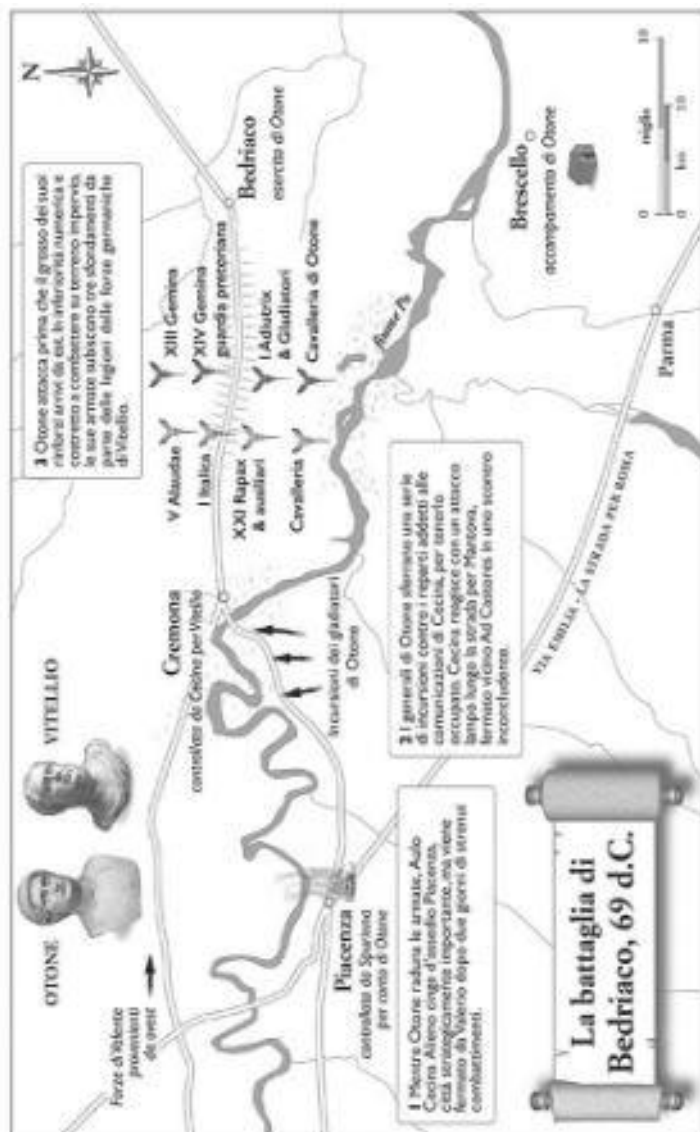 La battaglia di
Bedriaco, 69 d.C.
OTONE
VITELLIO
N
Forze di Valente
provenienti
da ovest
Cremona
controllata da Cecina per Vitellio
Piacenza
controllata da
per conto di Otone
Incursioni dei gladiatori
di Otone
V Alaudae
I Italica
XXI Rapax
& ausiliari
Cavalleria
XIII Gemina
XIV Gemina
guardia pretoriana
I Adiutrix
& Gladiatori
Cavalleria di Otone
Bedriaco
esercito di Otone
fiume Po
Brescello
accampamento di Otone
Parma
VIA EMILIA - LA STRADA PER ROMA
1 Mentre Otone raduna le armate, Aulo
Cecina Alieno cinge d'assedio Piacenza,
città strategicamente importante, ma viene
fermato da Valerio dopo due giorni di
combattimenti.
2 I generali di Otone sferrano una serie
di incursioni contro i reparti addetti alle
comunicazioni di Cecina, per tenerlo
occupato. Cecina reagisce con un attacco
lampo lungo la strada per Mantova,
fermato vicino Ad Castores in uno scontro
inconcludente.
3 Otone attacca prima che il grosso dei suoi
rinforzi arrivi da est. In inferiorità numerica e
costretto a combattere su terreno impervio,
le sue armate subiscono tre sfondamenti da
parte delle legioni delle forze germaniche
di Vitellio.
0 miglia 10
0 km 10